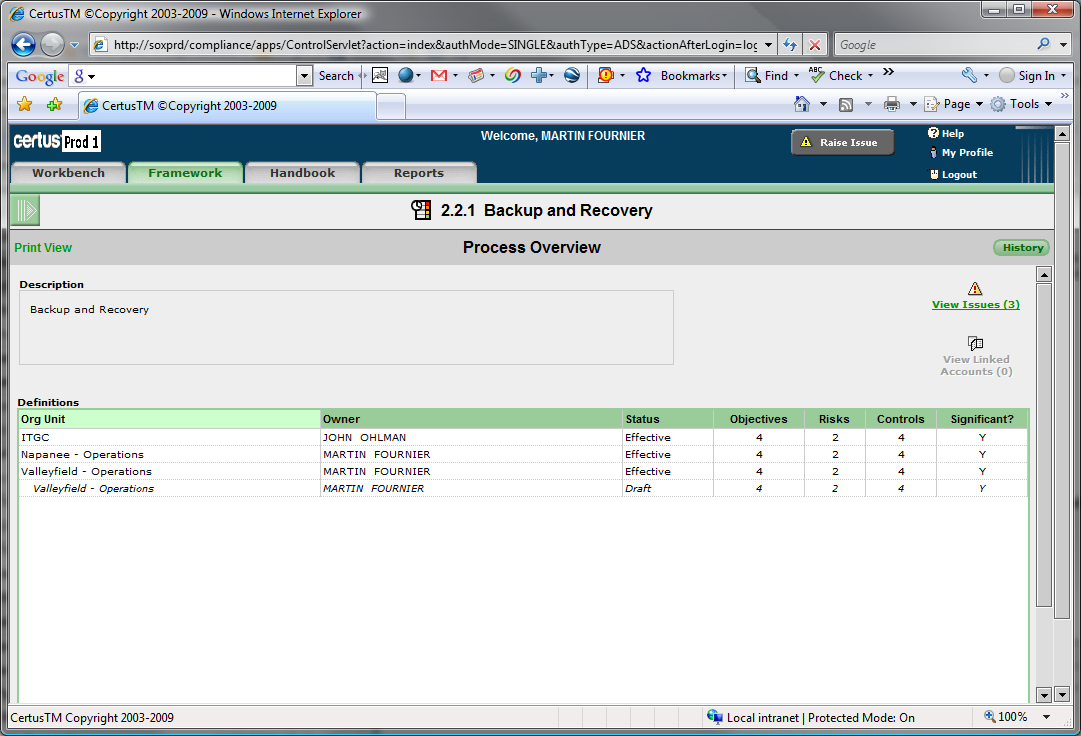 CertusTM ©Copyright 2003-2009 - Windows Internet Explorer
http://soxprd/compliance/apps/ControlServlet?action=index&authMode=SINGLE&authType=ADS&actionAfterLogin=log
Google
Google Search Bookmarks Find ABC Check » Sign In
CertusTM ©Copyright 2003-2009 Page Tools »
certus Prod 1
Welcome, MARTIN FOURNIER
Raise Issue
Help
My Profile
Logout
Workbench Framework Handbook Reports
2.2.1 Backup and Recovery
Print View Process Overview History
Description
Backup and Recovery
View Issues (3)
View Linked
Accounts (0)
Definitions
Org Unit Owner Status Objectives Risks Controls Significant?
ITGC JOHN OHLMAN Effective 4 2 4 Y
Napanee - Operations MARTIN FOURNIER Effective 4 2 4 Y
Valleyfield - Operations MARTIN FOURNIER Effective 4 2 4 Y
Valleyfield - Operations MARTIN FOURNIER Draft 4 2 4 Y
CertusTM Copyright 2003-2009 Local intranet | Protected Mode: On 100%